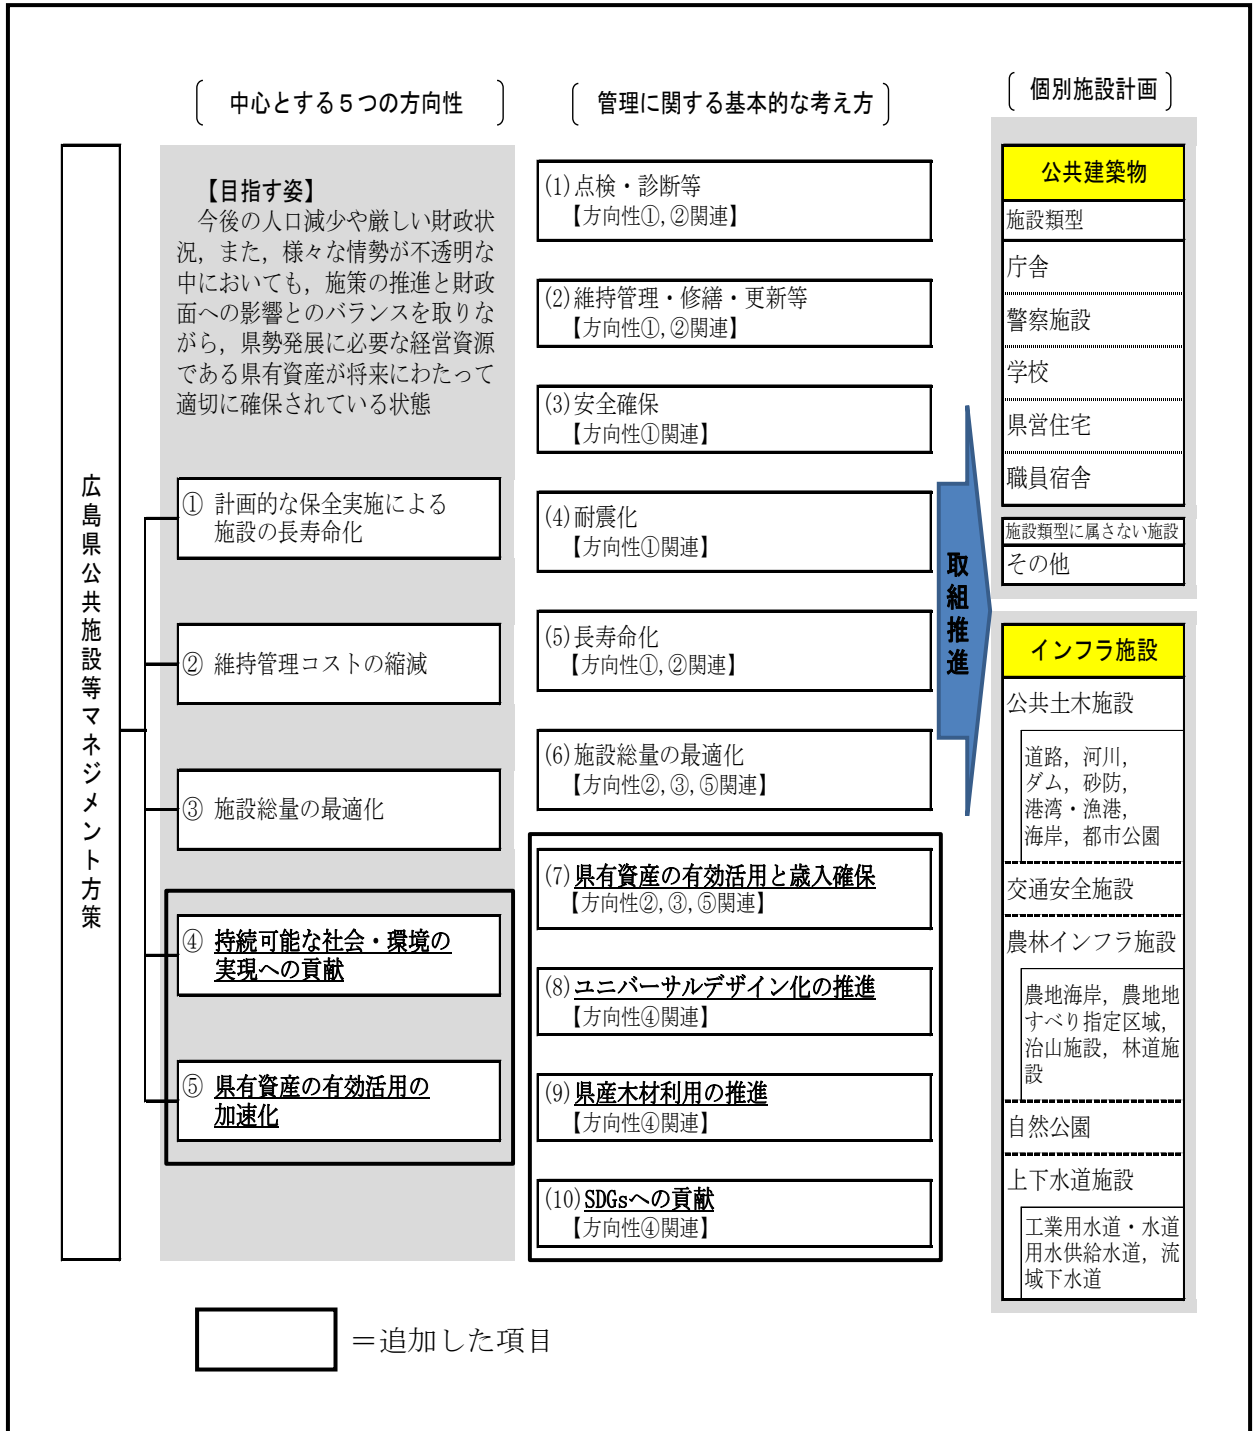 中心とする５つの方向性
管理に関する基本的な考え方
個別施設計画
広島県公共施設等マネジメント方策
【目指す姿】
今後の人口減少や厳しい財政状
況，また，様々な情勢が不透明な
中においても，施策の推進と財政
面への影響とのバランスを取りな
がら，県勢発展に必要な経営資源
である県有資産が将来にわたって
適切に確保されている状態
① 計画的な保全実施による
施設の長寿命化
② 維持管理コストの縮減
③ 施設総量の最適化
④ 持続可能な社会・環境の
実現への貢献
⑤ 県有資産の有効活用の
加速化
(1)点検・診断等
【方向性①,②関連】
(2)維持管理・修繕・更新等
【方向性①,②関連】
(3)安全確保
【方向性①関連】
(4)耐震化
【方向性①関連】
(5)長寿命化
【方向性①,②関連】
(6)施設総量の最適化
【方向性②,③,⑤関連】
(7)県有資産の有効活用と歳入確保
【方向性②,③,⑤関連】
(8)ユニバーサルデザイン化の推進
【方向性④関連】
(9)県産木材利用の推進
【方向性④関連】
(10)SDGsへの貢献
【方向性④関連】
取組推進
公共建築物
施設類型
庁舎
警察施設
学校
県営住宅
職員宿舎
施設類型に属さない施設
その他
インフラ施設
公共土木施設
道路，河川，
ダム，砂防，
港湾・漁港，
海岸，都市公園
交通安全施設
農林インフラ施設
農地海岸，農地地
すべり指定区域，
治山施設，林道施
設
自然公園
上下水道施設
工業用水道・水道
用水供給水道，流
域下水道
＝追加した項目